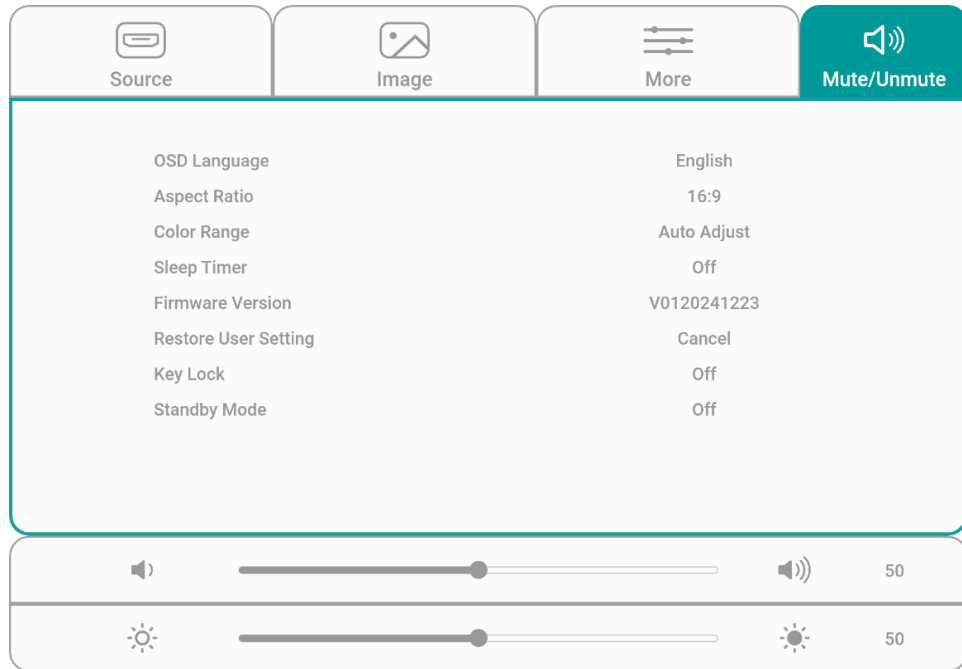 Source Image More Mute/Unmute
OSD Language English
Aspect Ratio 16:9
Color Range Auto Adjust
Sleep Timer Off
Firmware Version V0120241223
Restore User Setting Cancel
Key Lock Off
Standby Mode Off
50
50